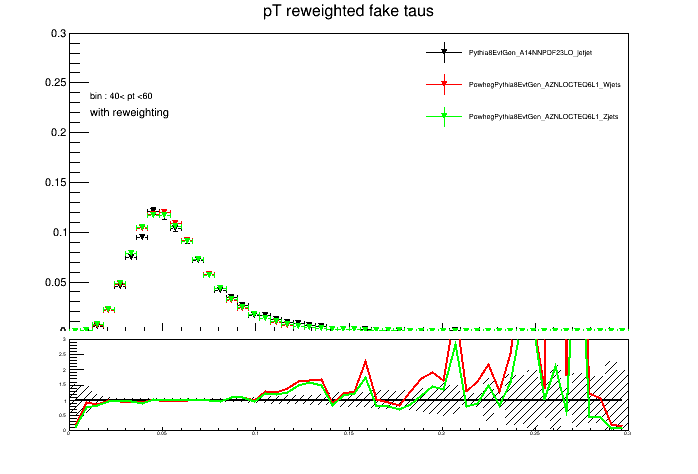 pT reweighted fake taus
0.3
0.25
0.2
0.15
0.1
0.05
bin : 40< pt <60
with reweighting
Pythia8EvtGen_A14NNPDF23LO_jetjet
PowhegPythia8EvtGen_AZNLOCTEQ6L1_Wjets
PowhegPythia8EvtGen_AZNLOCTEQ6L1_Zjets
3
2.5
2
1.5
1
0.5
0
0 0.05 0.1 0.15 0.2 0.25 0.3